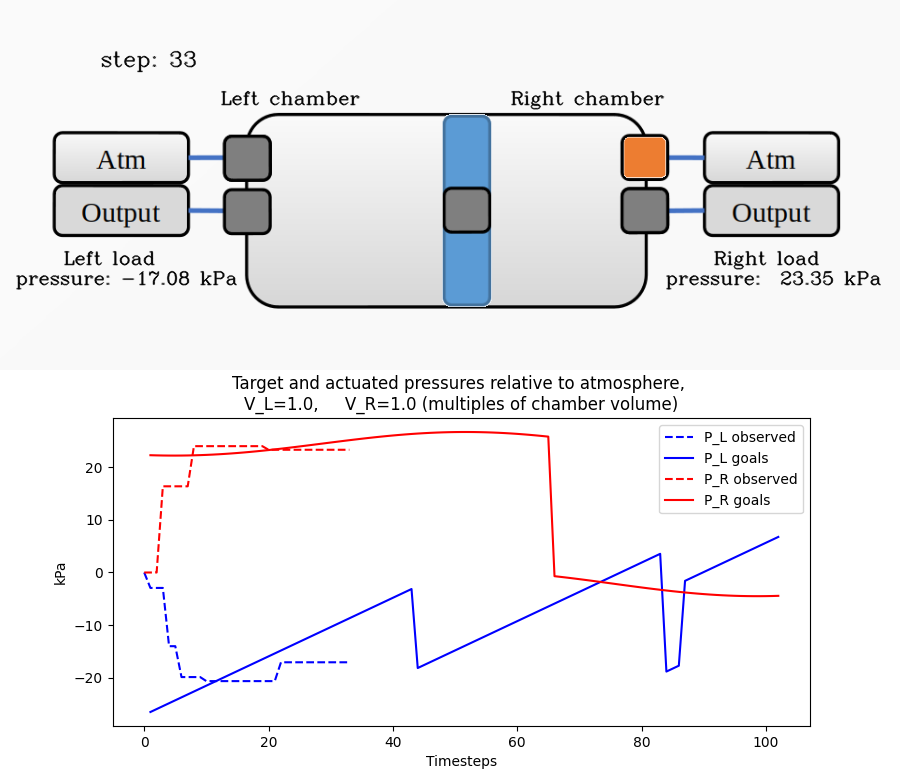 step: 33
Left chamber
Right chamber
Atm
Atm
Output
Output
Left load
pressure: −17.08 kPa
Right load
pressure: 23.35 kPa
Target and actuated pressures relative to atmosphere,
V_L=1.0, V_R=1.0 (multiples of chamber volume)
P_L observed
P_L goals
P_R observed
P_R goals
20
10
0
−10
−20
kPa
0 20 40 60 80 100
Timesteps